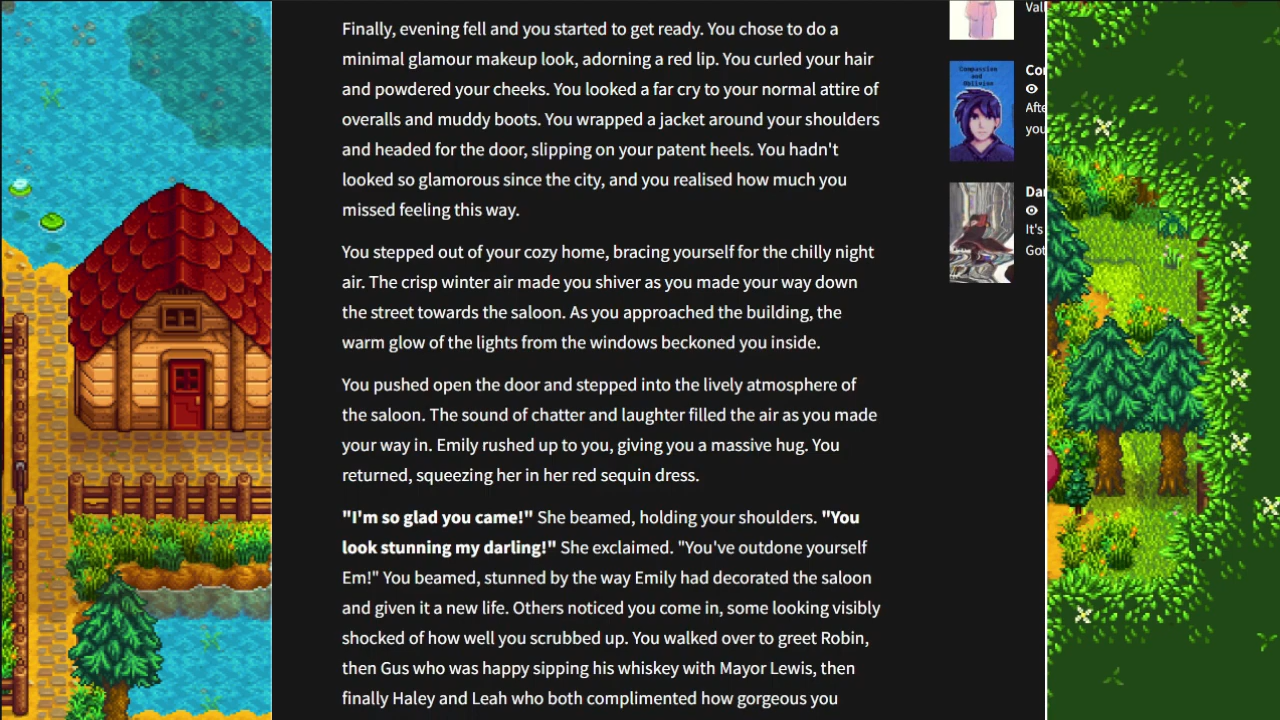 Finally, evening fell and you started to get ready. You chose to do a
minimal glamour makeup look, adorning a red lip. You curled your hair
and powdered your cheeks. You looked a far cry to your normal attire of
overalls and muddy boots. You wrapped a jacket around your shoulders
and headed for the door, slipping on your patent heels. You hadn't
looked so glamorous since the city, and you realised how much you
missed feeling this way.
You stepped out of your cozy home, bracing yourself for the chilly night
air. The crisp winter air made you shiver as you made your way down
the street towards the saloon. As you approached the building, the
warm glow of the lights from the windows beckoned you inside.
You pushed open the door and stepped into the lively atmosphere of
the saloon. The sound of chatter and laughter filled the air as you made
your way in. Emily rushed up to you, giving you a massive hug. You
returned, squeezing her in her red sequin dress.
"I'm so glad you came!" She beamed, holding your shoulders. "You
look stunning my darling!" She exclaimed. "You've outdone yourself
Em!" You beamed, stunned by the way Emily had decorated the saloon
and given it a new life. Others noticed you come in, some looking visibly
shocked of how well you scrubbed up. You walked over to greet Robin,
then Gus who was happy sipping his whiskey with Mayor Lewis, then
finally Haley and Leah who both complimented how gorgeous you
Val
Compassion
and
Cor
Afte
you
Dar
It's
Got